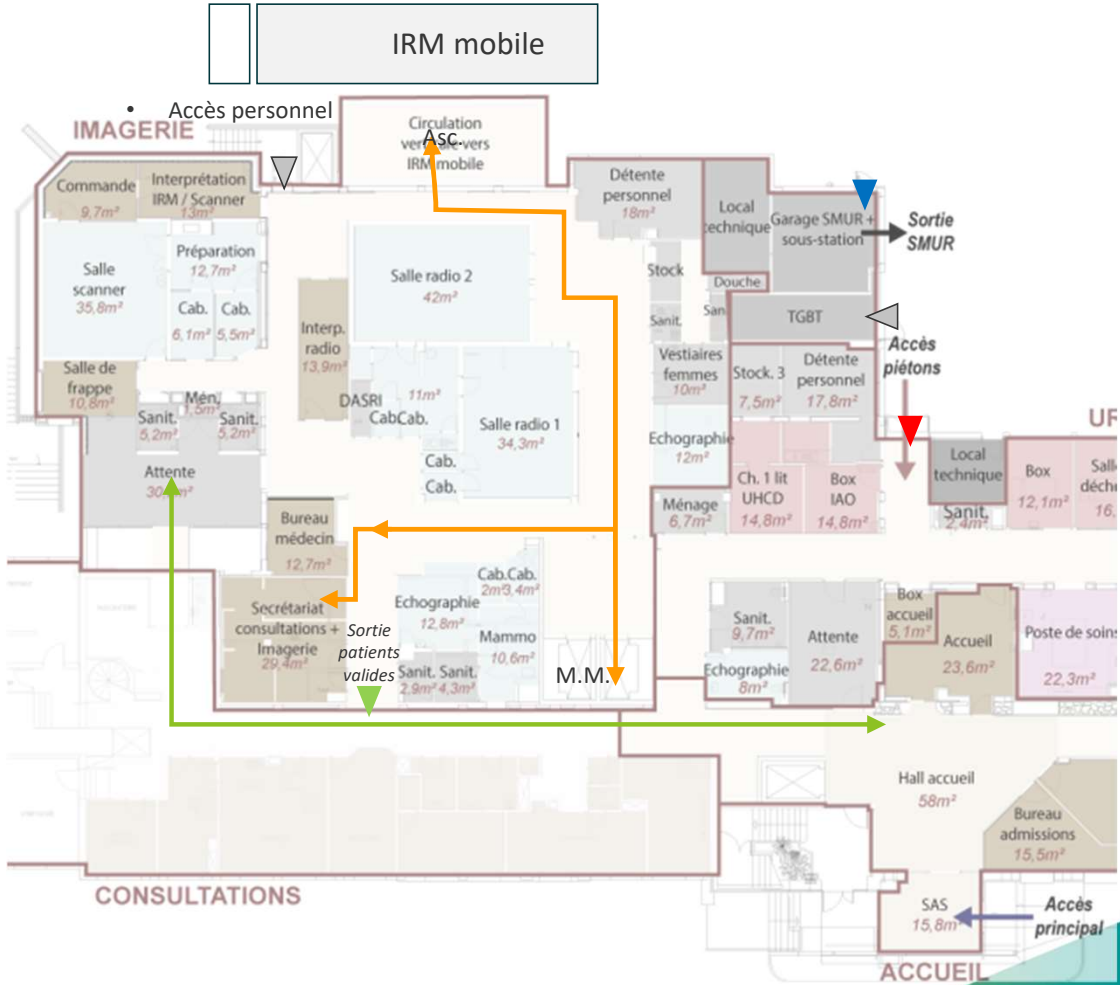 IRM mobile
• Accès personnel
IMAGERIE
Circulation
IRM mobile
Asc.
Commande
9,7m²
Interprétation
IRM / Scanner
13m²
Détente
personnel
18m²
Local
technique
Garage SMUR +
sous-station
Sortie
SMUR
Salle
scanner
35,8m²
Préparation
12,7m²
Cab.
6,1m²
Cab.
5,5m²
Salle radio 2
42m²
Stock
Douche
Sanit.
San.
TGBT
Interp.
radio
13,9m²
Accès
piétons
Salle de
frappe
10,8m²
Mén.
1,5m²
Sanit.
5,2m²
Sanit.
5,2m²
DASRI
11m²
Cab.
Cab.
Cab.
Cab.
Salle radio 1
34,3m²
Vestiaires
femmes
10m²
Stock. 3
7,5m²
Détente
personnel
17,8m²
Echographie
12m²
Attente
Ch. 1 lit
UHCD
14,8m²
Box
IAO
14,8m²
Local
technique
Sanit.
2,4m²
Box
12,1m²
UR
Ménage
6,7m²
Bureau
médecin
12,7m²
Secrétariat
consultations +
Imagerie
29,4m²
Sortie
patients
valides
Echographie
12,8m²
Cab.
2m²
Cab.
3,4m²
Mammo
10,6m²
Sanit.
2,9m²
Sanit.
4,3m²
M.M.
Sanit.
9,7m²
Echographie
8m²
Attente
22,6m²
Box
accueil
5,1m²
Accueil
23,6m²
Poste de soins
22,3m²
Hall accueil
58m²
Bureau
admissions
15,5m²
CONSULTATIONS
SAS
15,8m²
Accès
principal
ACCUEIL